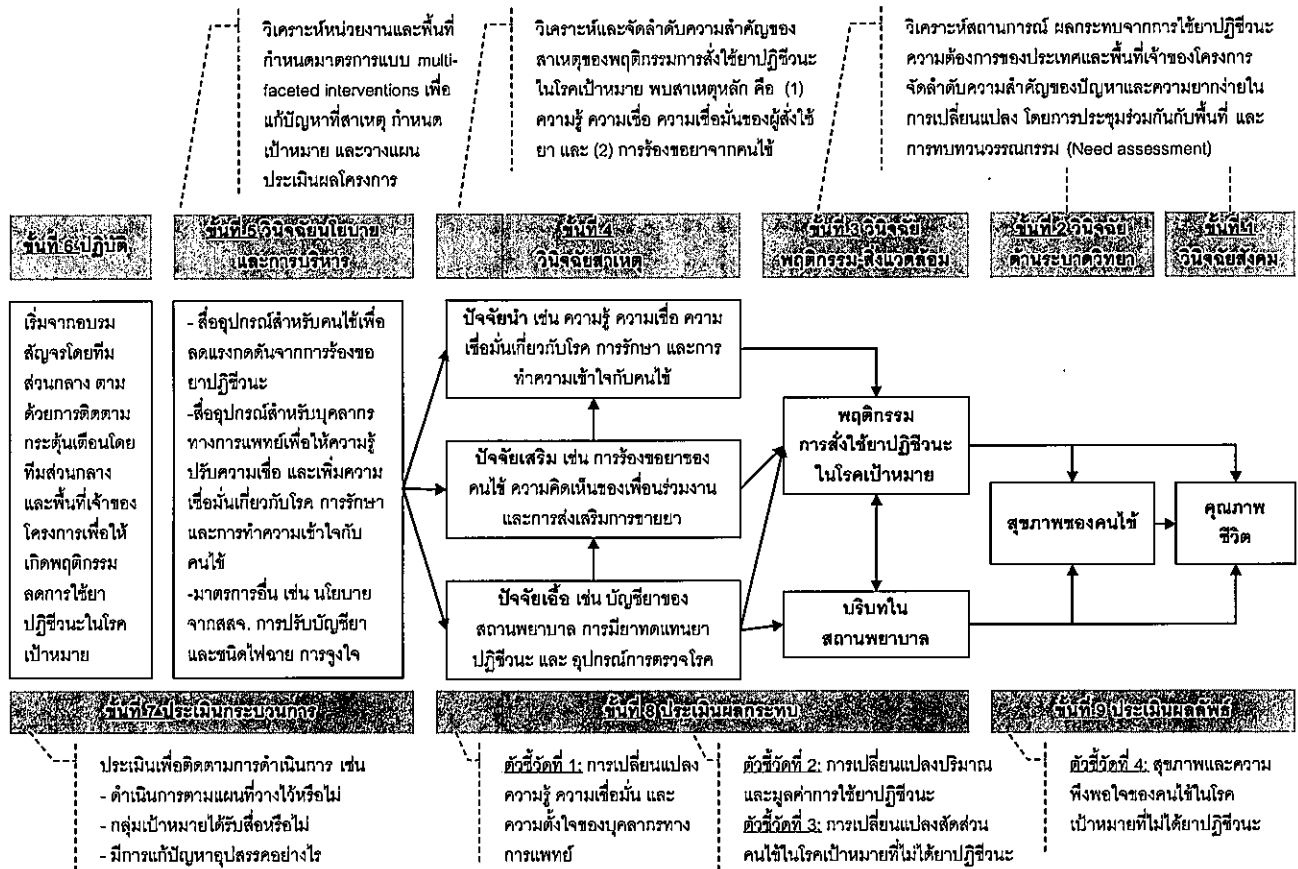 วิเคราะห์หน่วยงานและพื้นที่
กำหนดมาตรการแบบ multi-
faceted interventions เพื่อ
แก้ปัญหาที่สาเหตุ กำหนด
เป้าหมาย และวางแผน
ประเมินผลโครงการ
วิเคราะห์และจัดลำดับความสำคัญของ
สาเหตุของพฤติกรรมการสั่งใช้ยาปฏิชีวนะ
ในโรคเป้าหมาย พบสาเหตุหลัก คือ (1)
ความรู้ ความเชื่อ ความเชื่อมั่นของผู้สั่งใช้
ยา และ (2) การร้องขอยาจากคนไข้
วิเคราะห์สถานการณ์ ผลกระทบจากการใช้ยาปฏิชีวนะ
ความต้องการของประเทศและพื้นที่เจ้าของโครงการ
จัดลำดับความสำคัญของปัญหาและความยากง่ายใน
การเปลี่ยนแปลง โดยการประชุมร่วมกันกับพื้นที่ และ
การทบทวนวรรณกรรม (Need assessment)
ขั้นที่ 6 ปฏิบัติ
ขั้นที่ 5 วินิจฉัยนโยบาย
และการบริหาร
ขั้นที่ 4
วินิจฉัยสาเหตุ
ขั้นที่ 3 วินิจฉัย
พฤติกรรม-สิ่งแวดล้อม
ขั้นที่ 2 วินิจฉัย
ด้านระบาดวิทยา
ขั้นที่ 1
วินิจฉัยสังคม
เริ่มจากอบรม
สัญจรโดยทีม
ส่วนกลาง ตาม
ด้วยการติดตาม
กระตุ้นเตือนโดย
ทีมส่วนกลาง
และพื้นที่เจ้าของ
โครงการเพื่อให้
เกิดพฤติกรรม
ลดการใช้ยา
ปฏิชีวนะในโรค
เป้าหมาย
- สื่ออุปกรณ์สำหรับคนไข้เพื่อ
ลดแรงกดดันจากการร้องขอ
ยาปฏิชีวนะ
-สื่ออุปกรณ์สำหรับบุคลากร
ทางการแพทย์เพื่อให้ความรู้
ปรับความเชื่อ และเพิ่มความ
เชื่อมั่นเกี่ยวกับโรค การรักษา
และการทำความเข้าใจกับ
คนไข้
-มาตรการอื่น เช่น นโยบาย
จากสสจ. การปรับบัญชียา
และชนิดไฟฉาย การจูงใจ
ปัจจัยนำ เช่น ความรู้ ความเชื่อ ความ
เชื่อมั่นเกี่ยวกับโรค การรักษา และการ
ทำความเข้าใจกับคนไข้
ปัจจัยเสริม เช่น การร้องขอยาของ
คนไข้ ความคิดเห็นของเพื่อนร่วมงาน
และการส่งเสริมการขายยา
ปัจจัยเอื้อ เช่น บัญชียาของ
สถานพยาบาล การมียาทดแทนยา
ปฏิชีวนะ และ อุปกรณ์การตรวจโรค
พฤติกรรม
การสั่งใช้ยาปฏิชีวนะ
ในโรคเป้าหมาย
บริบทใน
สถานพยาบาล
สุขภาพของคนไข้
คุณภาพ
ชีวิต
ขั้นที่ 7 ประเมินกระบวนการ
ขั้นที่ 8 ประเมินผลกระทบ
ขั้นที่ 9 ประเมินผลลัพธ์
ประเมินเพื่อติดตามการดำเนินการ เช่น
- ดำเนินการตามแผนที่วางไว้หรือไม่
- กลุ่มเป้าหมายได้รับสื่อหรือไม่
- มีการแก้ปัญหาอุปสรรคอย่างไร
ตัวชี้วัดที่ 1: การเปลี่ยนแปลง
ความรู้ ความเชื่อมั่น และ
ความตั้งใจของบุคลากรทาง
การแพทย์
ตัวชี้วัดที่ 2: การเปลี่ยนแปลงปริมาณ
และมูลค่าการใช้ยาปฏิชีวนะ
ตัวชี้วัดที่ 3: การเปลี่ยนแปลงสัดส่วน
คนไข้ในโรคเป้าหมายที่ไม่ได้ยาปฏิชีวนะ
ตัวชี้วัดที่ 4: สุขภาพและความ
พึงพอใจของคนไข้ในโรค
เป้าหมายที่ไม่ได้ยาปฏิชีวนะ